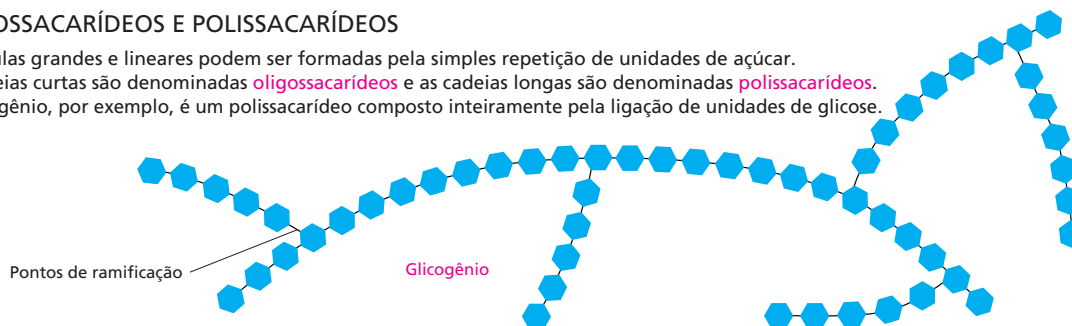 OSSACARÍDEOS E POLISSACARÍDEOS
ulas grandes e lineares podem ser formadas pela simples repetição de unidades de açúcar.
eias curtas são denominadas oligossacarídeos e as cadeias longas são denominadas polissacarídeos.
ogênio, por exemplo, é um polissacarídeo composto inteiramente pela ligação de unidades de glicose.
Pontos de ramificação
Glicogênio